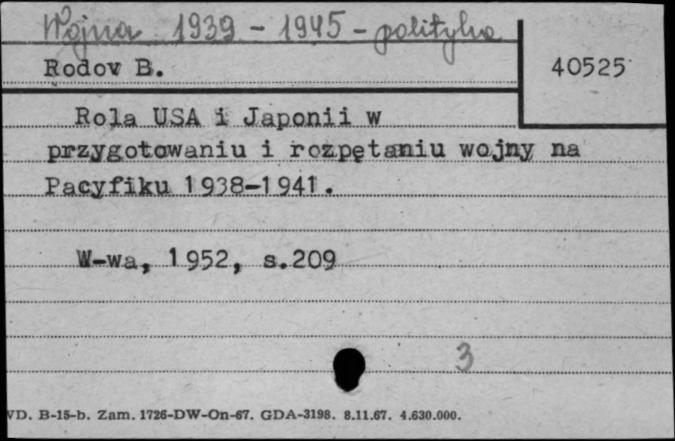 Wojna 1939 - 1945 - polityka
Rodov B.
40525
Rola USA i Japonii w
przygotowaniu i rozpętaniu wojny na
Pacyfiku 1938-1941.
W-wa, 1952, s.209
3
VD. B-15-b. Zam. 1726-DW-On-67. GDA-3198. 8.11.67. 4.630.000.